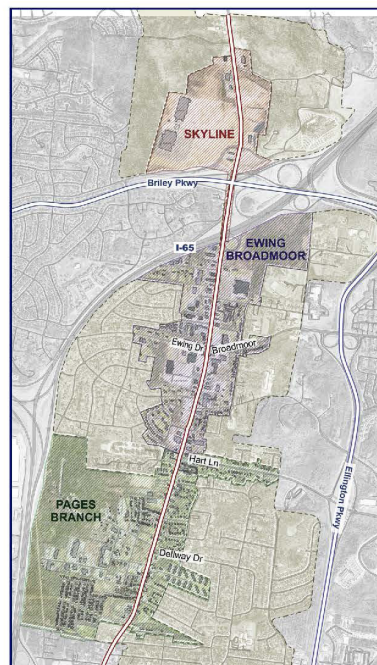 SKYLINE
Briley Pkwy
I-65
EWING
BROADMOOR
Ewing Dr
Broadmoor
Hart Ln
Ellington Pkwy
PAGES
BRANCH
Dellway Dr